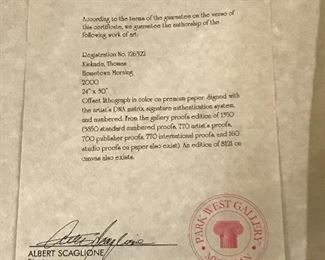 According to the terms of the guarantee on the verso of
this certificate, we guarantee the authorship of the
following work of art:
Registration No. 126322
Kinkade, Thomas
Hometown Morning
2000
24" x 30"
Offset lithograph in color on premium paper, signed with
the artist's DNA matrix signature authentication system,
and numbered. From the gallery proofs edition of 1350
(3850 standard numbered proofs, 770 artist's proofs,
700 publisher proofs, 770 international proofs, and 160
studio proofs on paper also exist). An edition of 8121 on
canvas also exists.
ALBERT SCAGLIONE
PARK WEST GALLERY